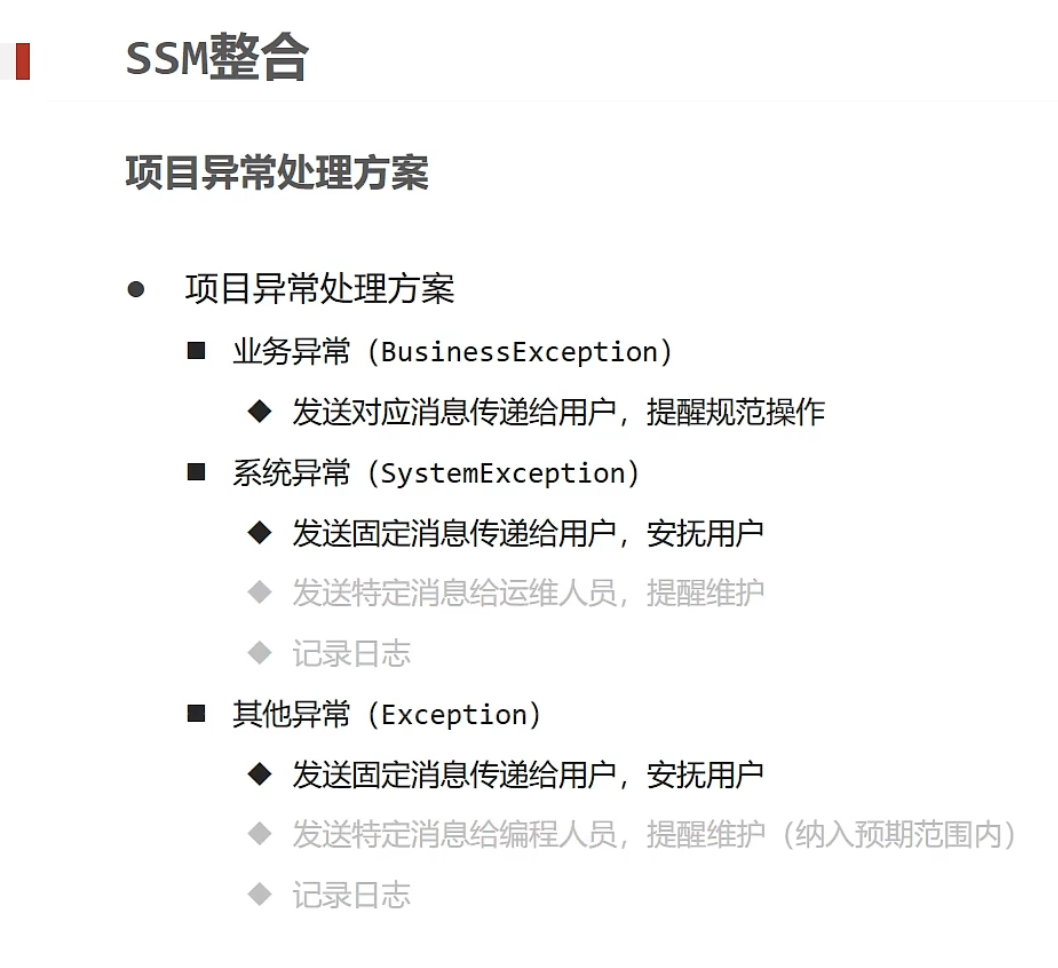 SSM整合
项目异常处理方案
项目异常处理方案
业务异常（BusinessException）
发送对应消息传递给用户，提醒规范操作
系统异常（SystemException）
发送固定消息传递给用户，安抚用户
发送特定消息给运维人员，提醒维护
记录日志
其他异常（Exception）
发送固定消息传递给用户，安抚用户
发送特定消息给编程人员，提醒维护（纳入预期范围内）
记录日志